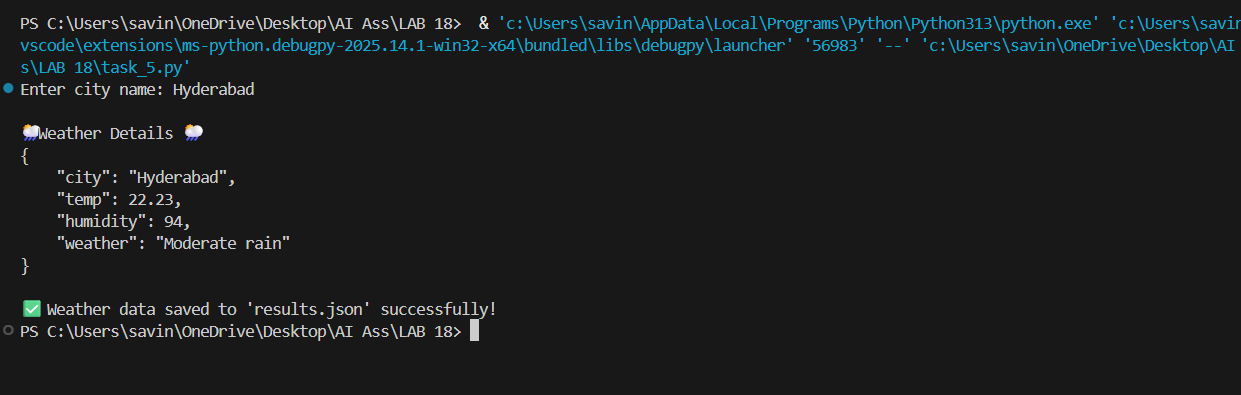 PS C:\Users\savin\OneDrive\Desktop\AI Ass\LAB 18>  & 'c:\Users\savin\AppData\Local\Programs\Python\Python313\python.exe' 'c:\Users\savin
vscode\extensions\ms-python.debugpy-2025.14.1-win32-x64\bundled\libs\debugpy\launcher' '56983' '--' 'c:\Users\savin\OneDrive\Desktop\AI
s\LAB 18\task_5.py'
Enter city name: Hyderabad
🌦Weather Details 🌦
{
    "city": "Hyderabad",
    "temp": 22.23,
    "humidity": 94,
    "weather": "Moderate rain"
}
✅ Weather data saved to 'results.json' successfully!
PS C:\Users\savin\OneDrive\Desktop\AI Ass\LAB 18>